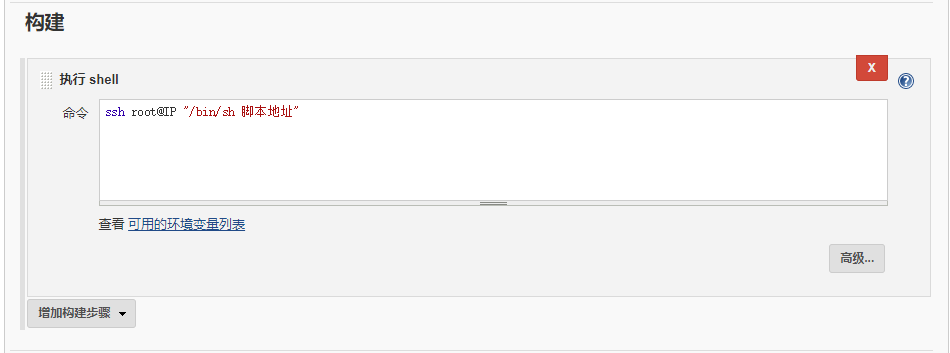 构建
执行 shell
X
?
命令
ssh root@IP "/bin/sh 脚本地址"
查看 可用的环境变量列表
高级...
增加构建步骤